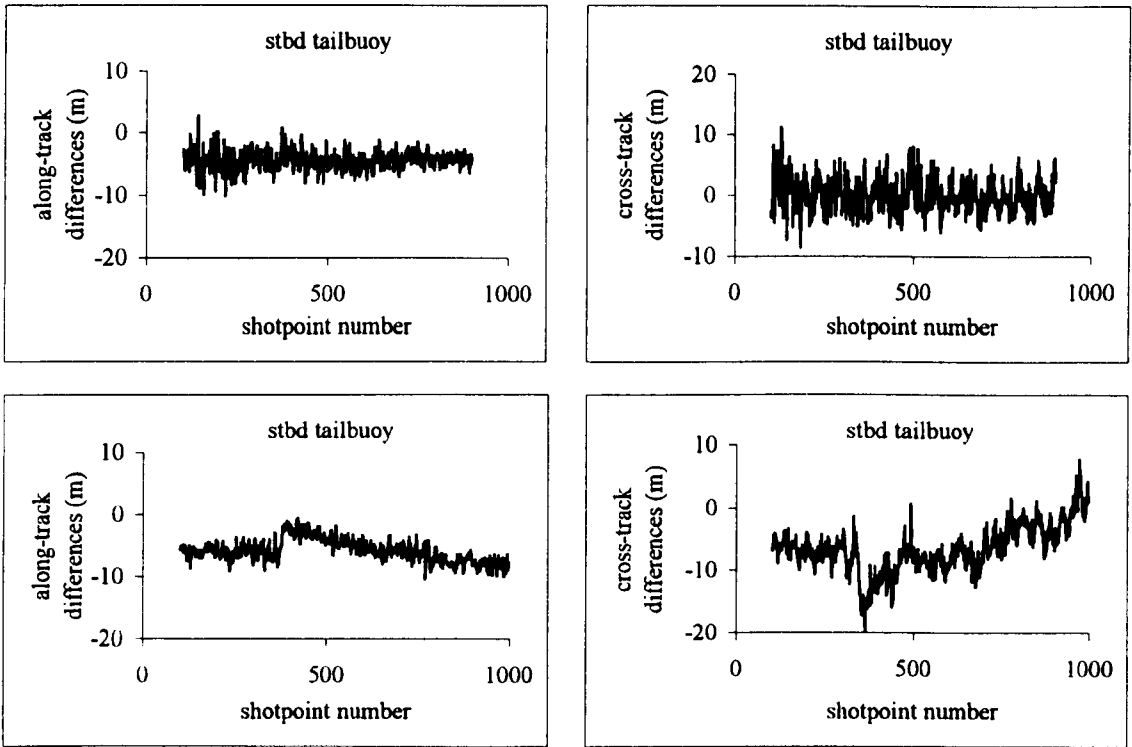 stbd tailbuoy
along-track
differences (m)
10
0
-10
-20
0
500
1000
shotpoint number
stbd tailbuoy
cross-track
differences (m)
20
10
0
-10
0
500
1000
shotpoint number
stbd tailbuoy
along-track
differences (m)
10
0
-10
-20
0
500
1000
shotpoint number
stbd tailbuoy
cross-track
differences (m)
10
0
-10
-20
0
500
1000
shotpoint number